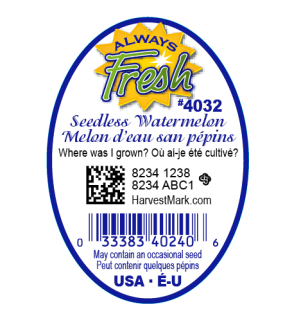 ALWAYS
Fresh
#4032
Seedless Watermelon
Melon d'eau san pépins
Where was I grown? Où ai-je été cultivé?
8234 1238
8234 ABC1
HarvestMark.com
0 33383 40240 6
May contain an occasional seed
Peut contenir quelques pépins
USA · É-U